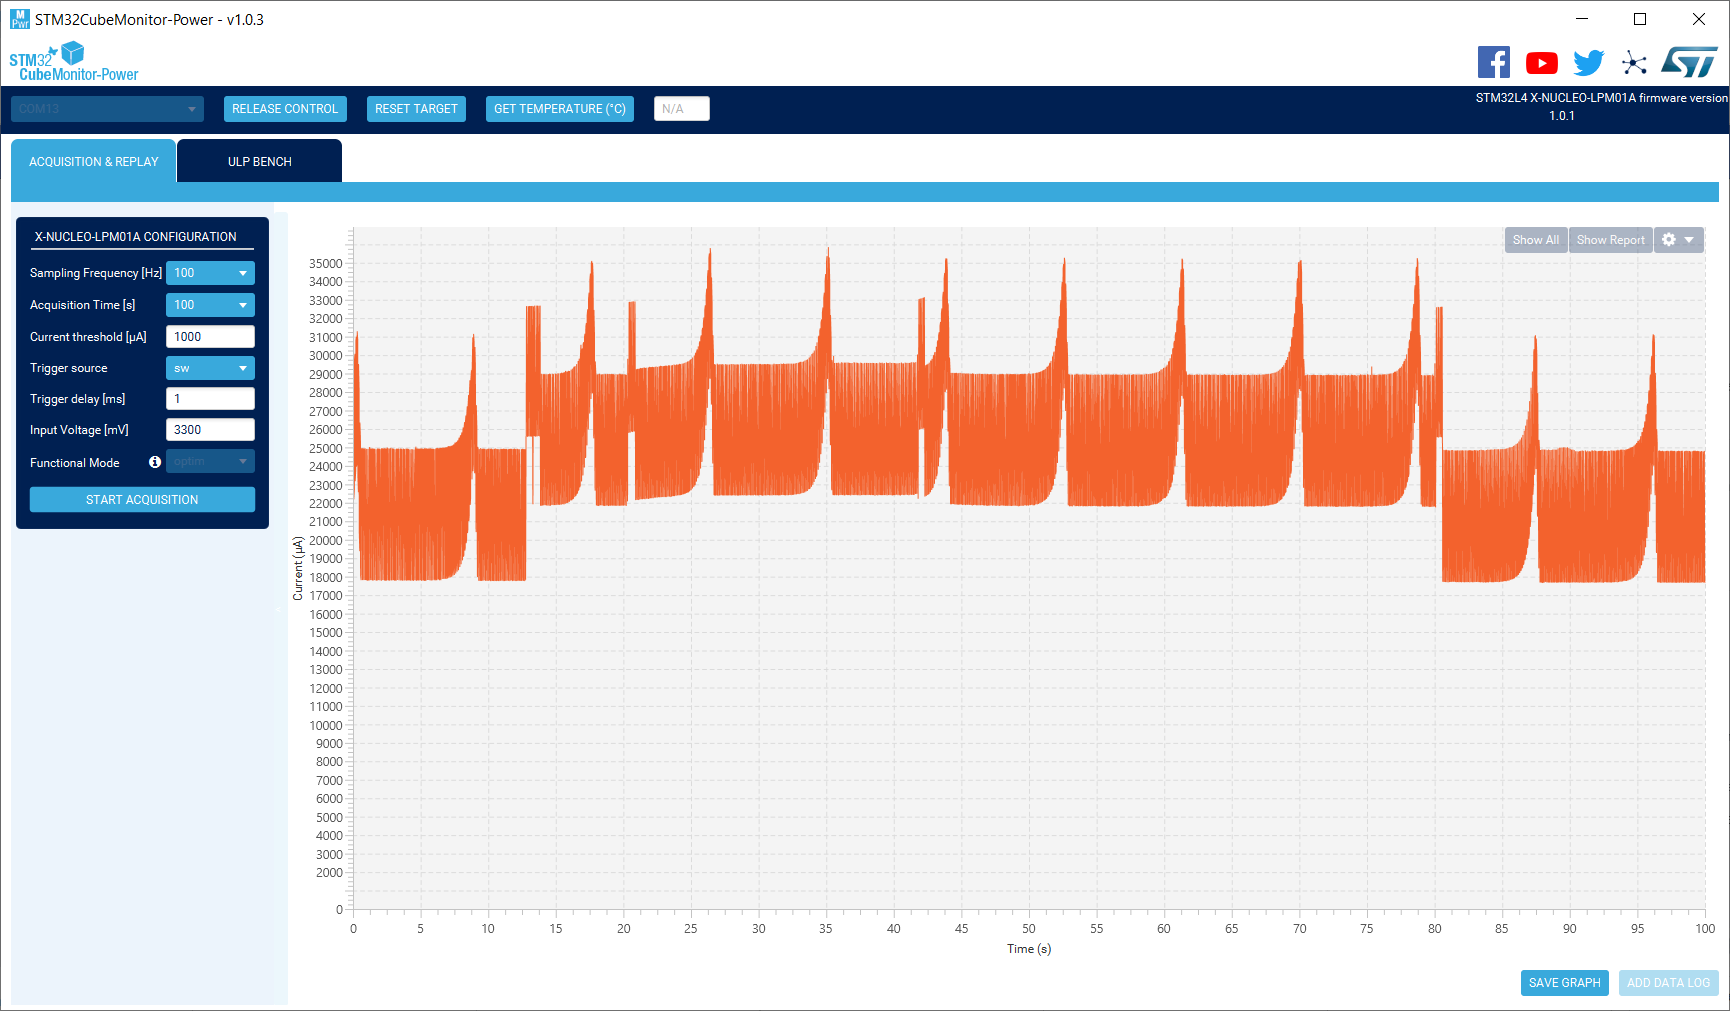 M
Pwr
STM32CubeMonitor-Power - v1.0.3
STM32
CubeMonitor-Power
COM13
RELEASE CONTROL
RESET TARGET
GET TEMPERATURE (°C)
N/A
STM32L4 X-NUCLEO-LPM01A firmware version
1.0.1
ACQUISITION & REPLAY
ULP BENCH
X-NUCLEO-LPM01A CONFIGURATION
Sampling Frequency [Hz] 100
Acquisition Time [s] 100
Current threshold [µA] 1000
Trigger source sw
Trigger delay [ms] 1
Input Voltage [mV] 3300
Functional Mode optim
START ACQUISITION
Show All
Show Report
Current (µA)
35000
34000
33000
32000
31000
30000
29000
28000
27000
26000
25000
24000
23000
22000
21000
20000
19000
18000
17000
16000
15000
14000
13000
12000
11000
10000
9000
8000
7000
6000
5000
4000
3000
2000
0
0 5 10 15 20 25 30 35 40 45 50 55 60 65 70 75 80 85 90 95 100
Time (s)
SAVE GRAPH
ADD DATA LOG